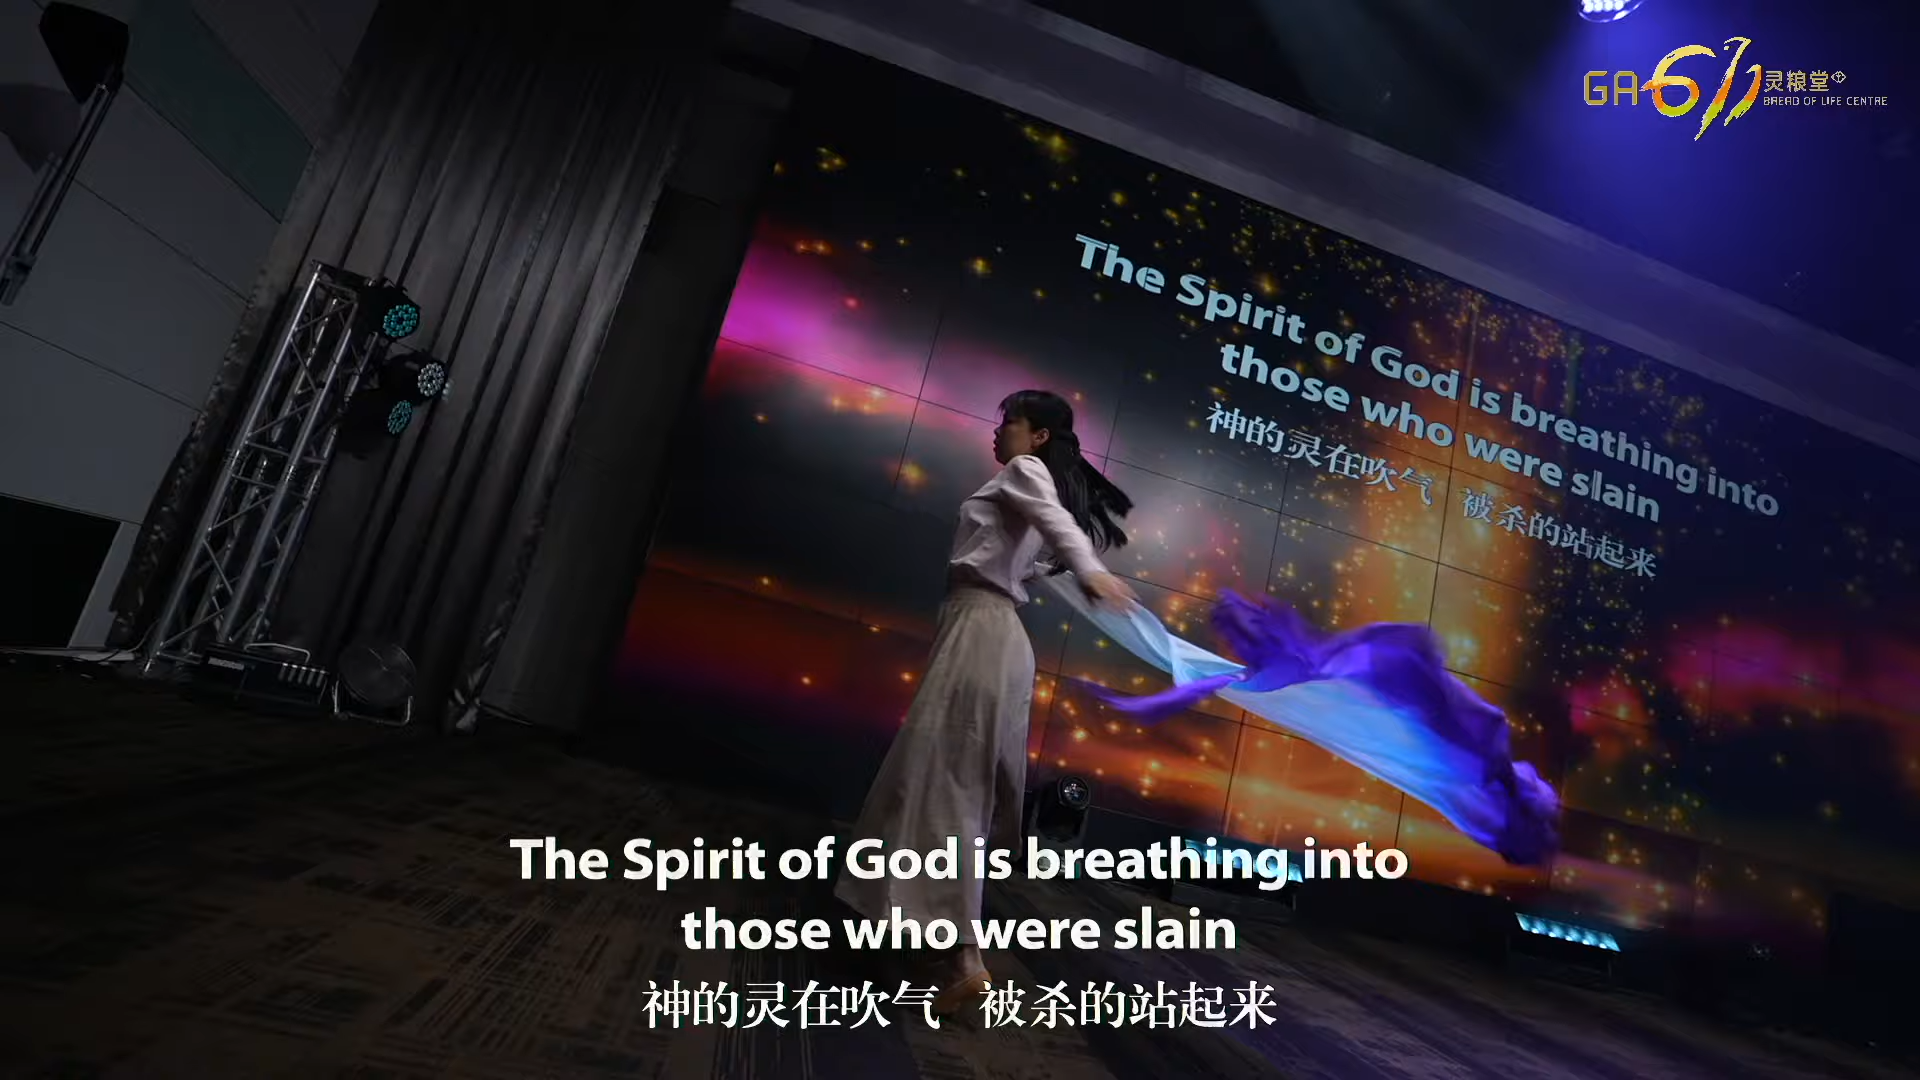 GA 611 灵粮堂
BREAD OF LIFE CENTRE
The Spirit of God is breathing into
those who were slain
神的灵在吹气 被杀的站起来
The Spirit of God is breathing into
those who were slain
神的灵在吹气 被杀的站起来